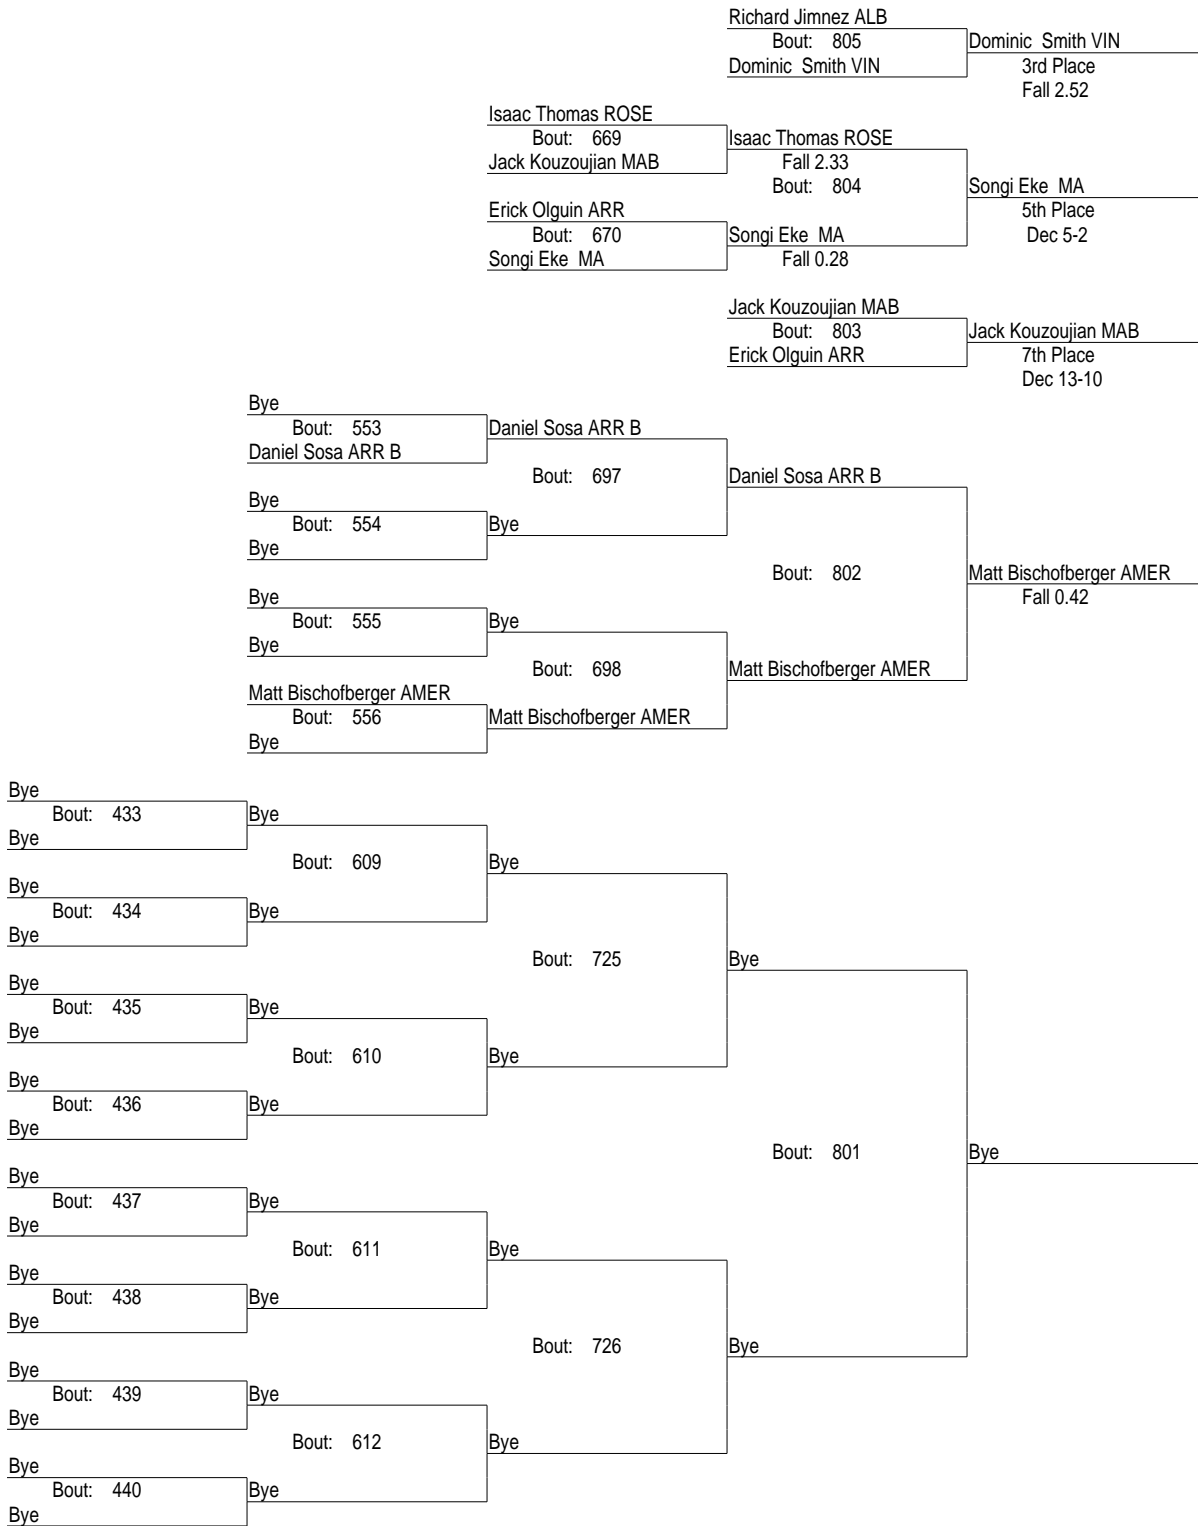 Richard Jimnez ALB
Bout: 805
Dominic  Smith VIN
Dominic  Smith VIN
3rd Place
Fall 2.52
Isaac Thomas ROSE
Bout: 669
Jack Kouzoujian MAB
Isaac Thomas ROSE
Fall 2.33
Bout: 804
Songi Eke  MA
5th Place
Dec 5-2
Erick Olguin ARR
Bout: 670
Songi Eke  MA
Songi Eke  MA
Fall 0.28
Jack Kouzoujian MAB
Bout: 803
Erick Olguin ARR
Jack Kouzoujian MAB
7th Place
Dec 13-10
Bye
Bout: 553
Daniel Sosa ARR B
Daniel Sosa ARR B
Bout: 697
Daniel Sosa ARR B
Bye
Bout: 554
Bye
Bye
Bout: 802
Matt Bischofberger AMER
Fall 0.42
Bye
Bout: 555
Bye
Bye
Bout: 698
Matt Bischofberger AMER
Matt Bischofberger AMER
Bout: 556
Bye
Matt Bischofberger AMER
Bye
Bout: 433
Bye
Bye
Bout: 609
Bye
Bye
Bout: 434
Bye
Bye
Bout: 725
Bye
Bye
Bout: 435
Bye
Bye
Bout: 610
Bye
Bye
Bout: 436
Bye
Bye
Bout: 801
Bye
Bye
Bout: 437
Bye
Bye
Bout: 611
Bye
Bye
Bout: 438
Bye
Bye
Bout: 726
Bye
Bye
Bout: 439
Bye
Bye
Bout: 612
Bye
Bye
Bout: 440
Bye
Bye